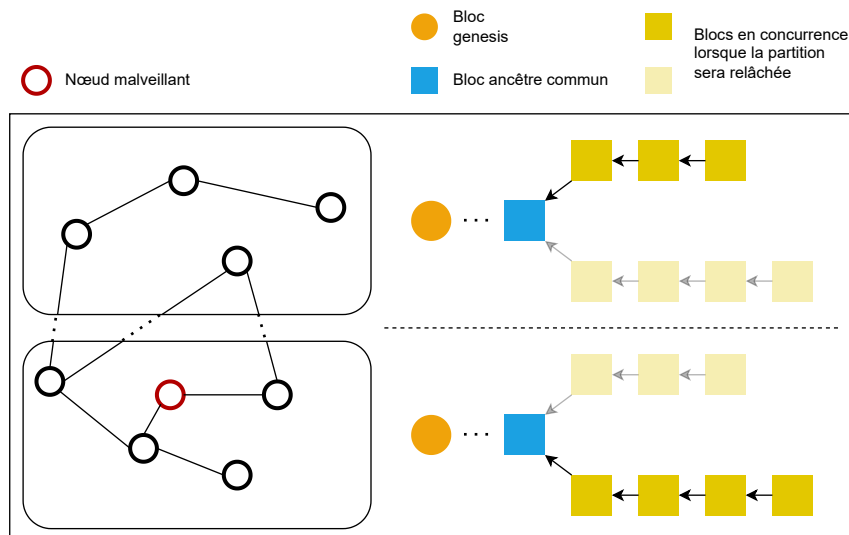 Nœud malveillant
Bloc
genesis
Bloc ancêtre commun
Blocs en concurrence
lorsque la partition
sera relâchée